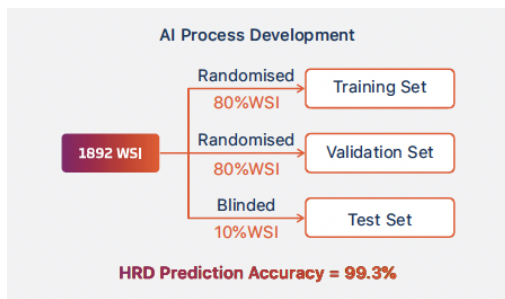 AI Process Development
Randomised
80%WSI
Training Set
1892 WSI
Randomised
80%WSI
Validation Set
Blinded
10%WSI
Test Set
HRD Prediction Accuracy = 99.3%